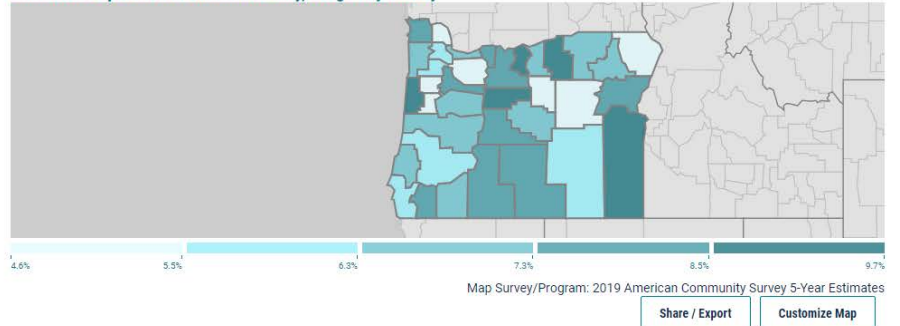 4.6%
5.5%
6.3%
7.3%
8.5%
9.7%
Map Survey/Program: 2019 American Community Survey 5-Year Estimates
Share / Export
Customize Map